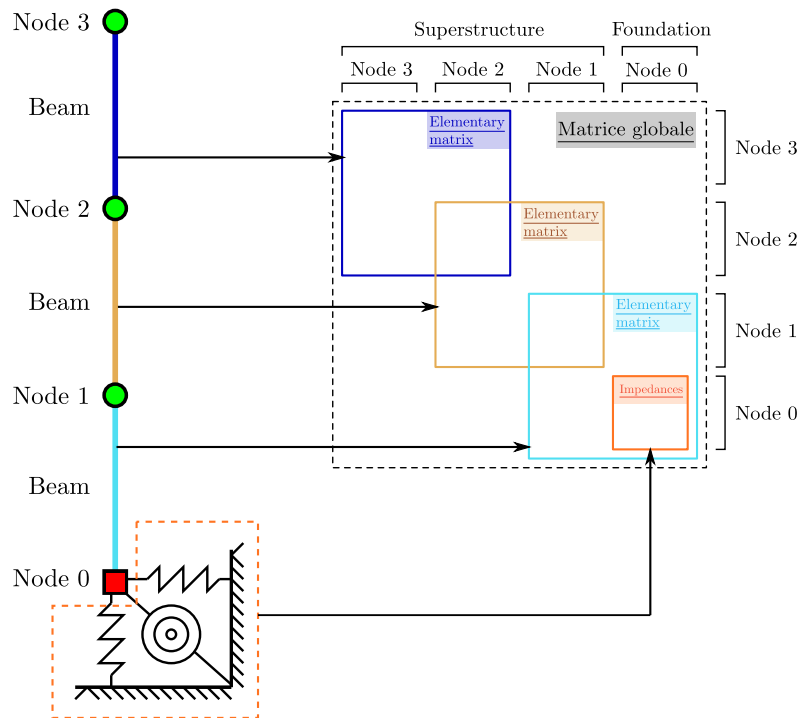 Node 3
Beam
Node 2
Beam
Node 1
Beam
Node 0
Superstructure
Foundation
Node 3
Node 2
Node 1
Node 0
Elementary
matrix
Matrice globale
Elementary
matrix
Elementary
matrix
Impedances
Node 3
Node 2
Node 1
Node 0